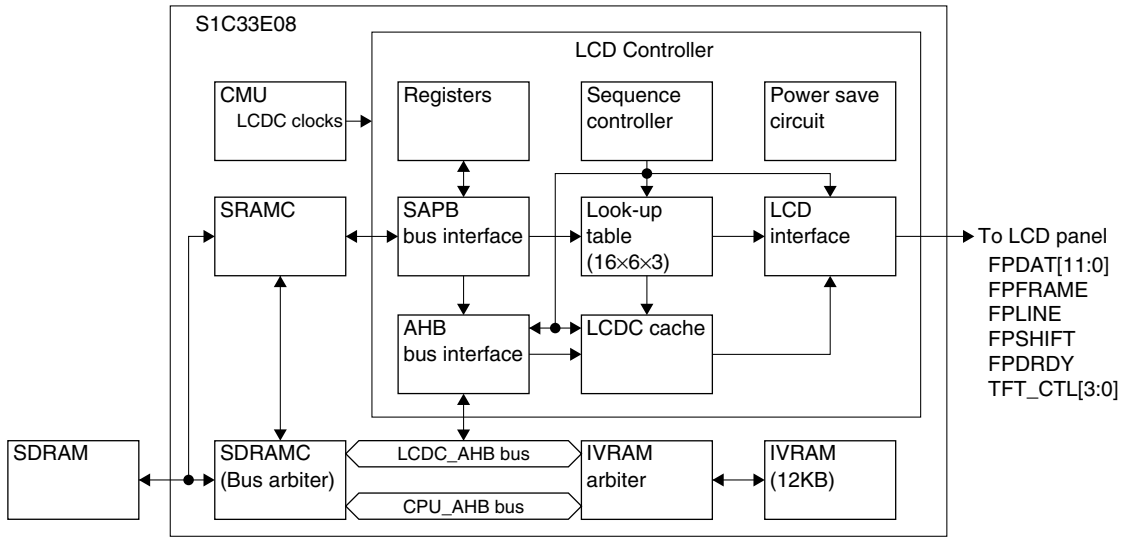 S1C33E08
LCD Controller
CMU
LCDC clocks
Registers
Sequence
controller
Power save
circuit
SRAMC
SAPB
bus interface
Look-up
table
(16×6×3)
LCD
interface
To LCD panel
FPDAT[11:0]
FPFRAME
FPLINE
FPSHIFT
FPDRDY
TFT_CTL[3:0]
AHB
bus interface
LCDC cache
SDRAM
SDRAMC
(Bus arbiter)
LCDC_AHB bus
CPU_AHB bus
IVRAM
arbiter
IVRAM
(12KB)